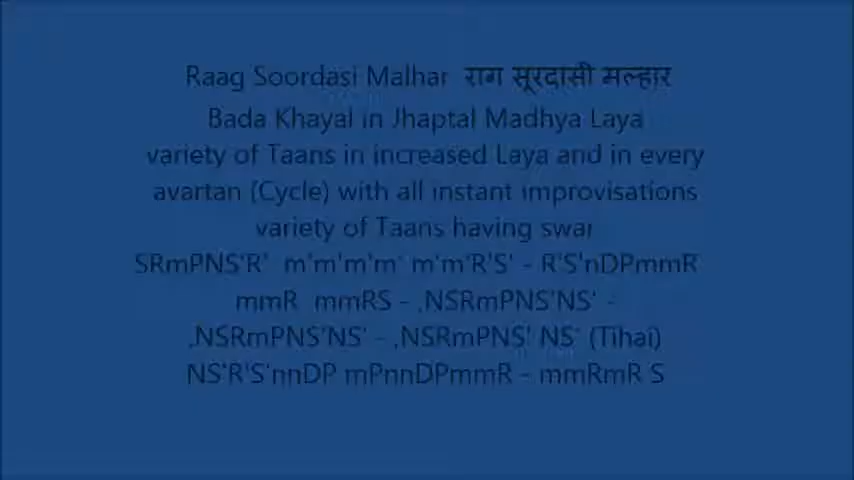 Raag Soordasi Malhar राग सूरदासी मल्हार
Bada Khayal in Jhaptal Madhya Laya
variety of Taans in increased Laya and in every
avartan (Cycle) with all instant improvisations
variety of Taans having swar
SRmPNS'R' m'm'm'm' m'm'R'S' - R'S'nDPmmR
mmR mmRS - ,NSRmPNS'NS' -
,NSRmPNS'NS' - ,NSRmPNS' NS' (Tihai)
NS'R'S'nnDP mPnnDPmmR - mmRmR S